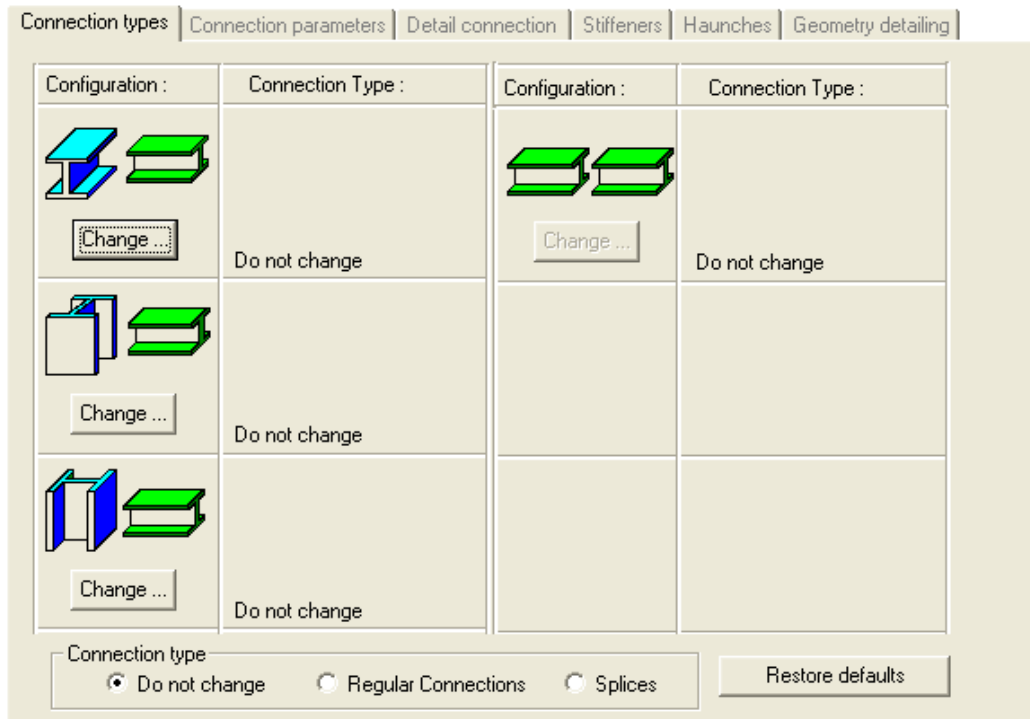 Connection types
Connection parameters
Detail connection
Stiffeners
Haunches
Geometry detailing
Configuration :
Connection Type :
Configuration :
Connection Type :
Change ...
Do not change
Change ...
Do not change
Change ...
Do not change
Change ...
Do not change
Connection type
Do not change
Regular Connections
Splices
Restore defaults